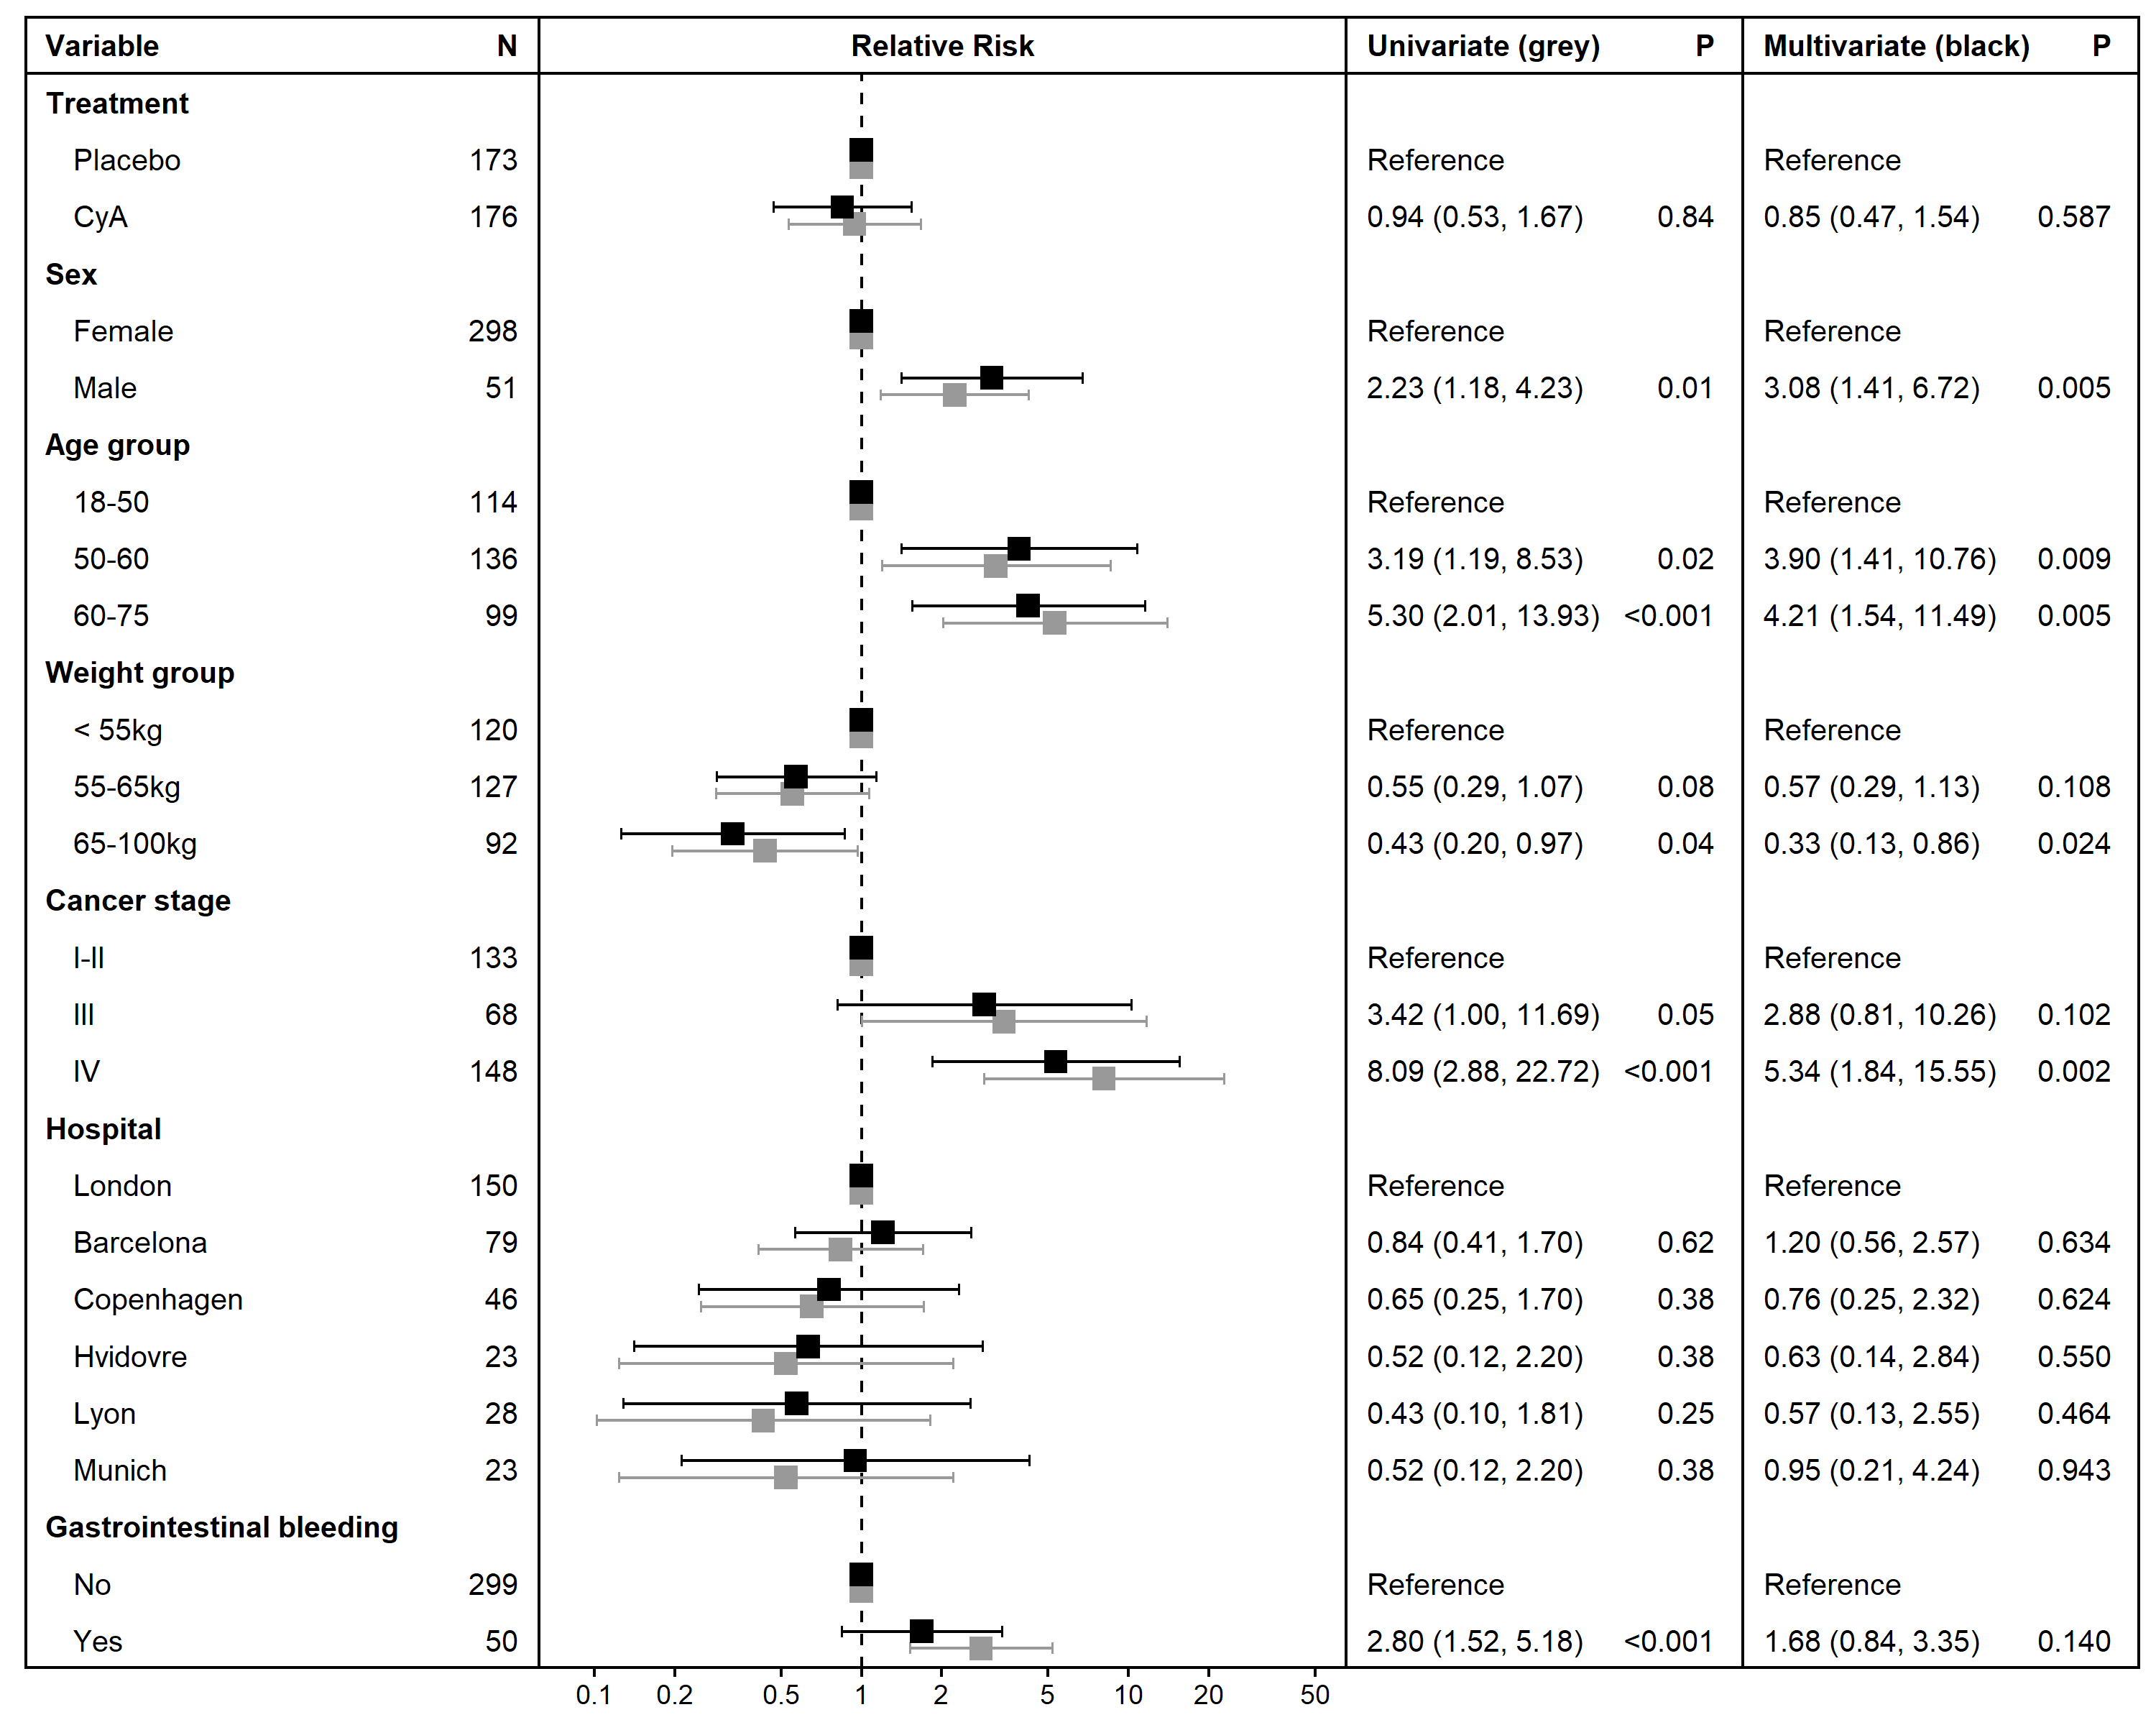 Variable N Relative Risk Univariate (grey) P Multivariate (black) P
Treatment
Placebo 173 Reference Reference
CyA 176 0.94 (0.53, 1.67) 0.84 0.85 (0.47, 1.54) 0.587
Sex
Female 298 Reference Reference
Male 51 2.23 (1.18, 4.23) 0.01 3.08 (1.41, 6.72) 0.005
Age group
18-50 114 Reference Reference
50-60 136 3.19 (1.19, 8.53) 0.02 3.90 (1.41, 10.76) 0.009
60-75 99 5.30 (2.01, 13.93) <0.001 4.21 (1.54, 11.49) 0.005
Weight group
< 55kg 120 Reference Reference
55-65kg 127 0.55 (0.29, 1.07) 0.08 0.57 (0.29, 1.13) 0.108
65-100kg 92 0.43 (0.20, 0.97) 0.04 0.33 (0.13, 0.86) 0.024
Cancer stage
I-II 133 Reference Reference
III 68 3.42 (1.00, 11.69) 0.05 2.88 (0.81, 10.26) 0.102
IV 148 8.09 (2.88, 22.72) <0.001 5.34 (1.84, 15.55) 0.002
Hospital
London 150 Reference Reference
Barcelona 79 0.84 (0.41, 1.70) 0.62 1.20 (0.56, 2.57) 0.634
Copenhagen 46 0.65 (0.25, 1.70) 0.38 0.76 (0.25, 2.32) 0.624
Hvidovre 23 0.52 (0.12, 2.20) 0.38 0.63 (0.14, 2.84) 0.550
Lyon 28 0.43 (0.10, 1.81) 0.25 0.57 (0.13, 2.55) 0.464
Munich 23 0.52 (0.12, 2.20) 0.38 0.95 (0.21, 4.24) 0.943
Gastrointestinal bleeding
No 299 Reference Reference
Yes 50 2.80 (1.52, 5.18) <0.001 1.68 (0.84, 3.35) 0.140
0.1 0.2 0.5 1 2 5 10 20 50